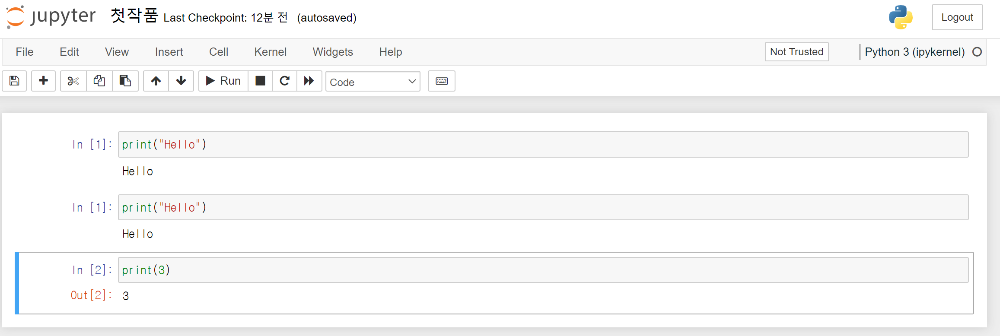 jupyter 첫작품 Last Checkpoint: 12분 전 (autosaved) Logout
File Edit View Insert Cell Kernel Widgets Help Not Trusted Python 3 (ipykernel)
Run Code
In [1]: print("Hello")
Hello
In [1]: print("Hello")
Hello
In [2]: print(3)
Out[2]: 3